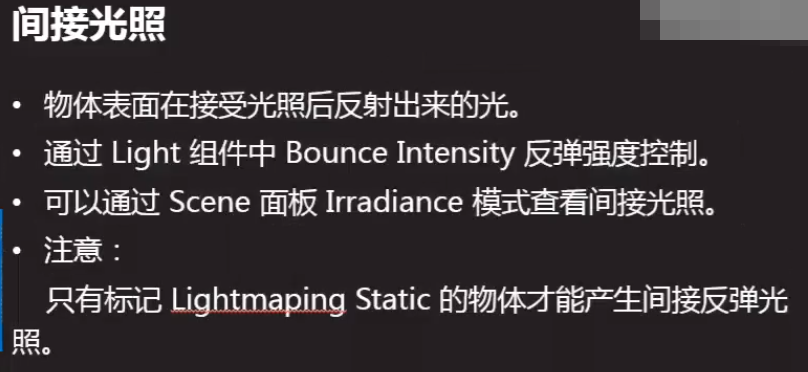 间接光照
• 物体表面在接受光照后反射出来的光。
• 通过 Light 组件中 Bounce Intensity 反弹强度控制。
• 可以通过 Scene 面板 Irradiance 模式查看间接光照。
• 注意：
只有标记 Lightmaping Static 的物体才能产生间接反弹光
照。